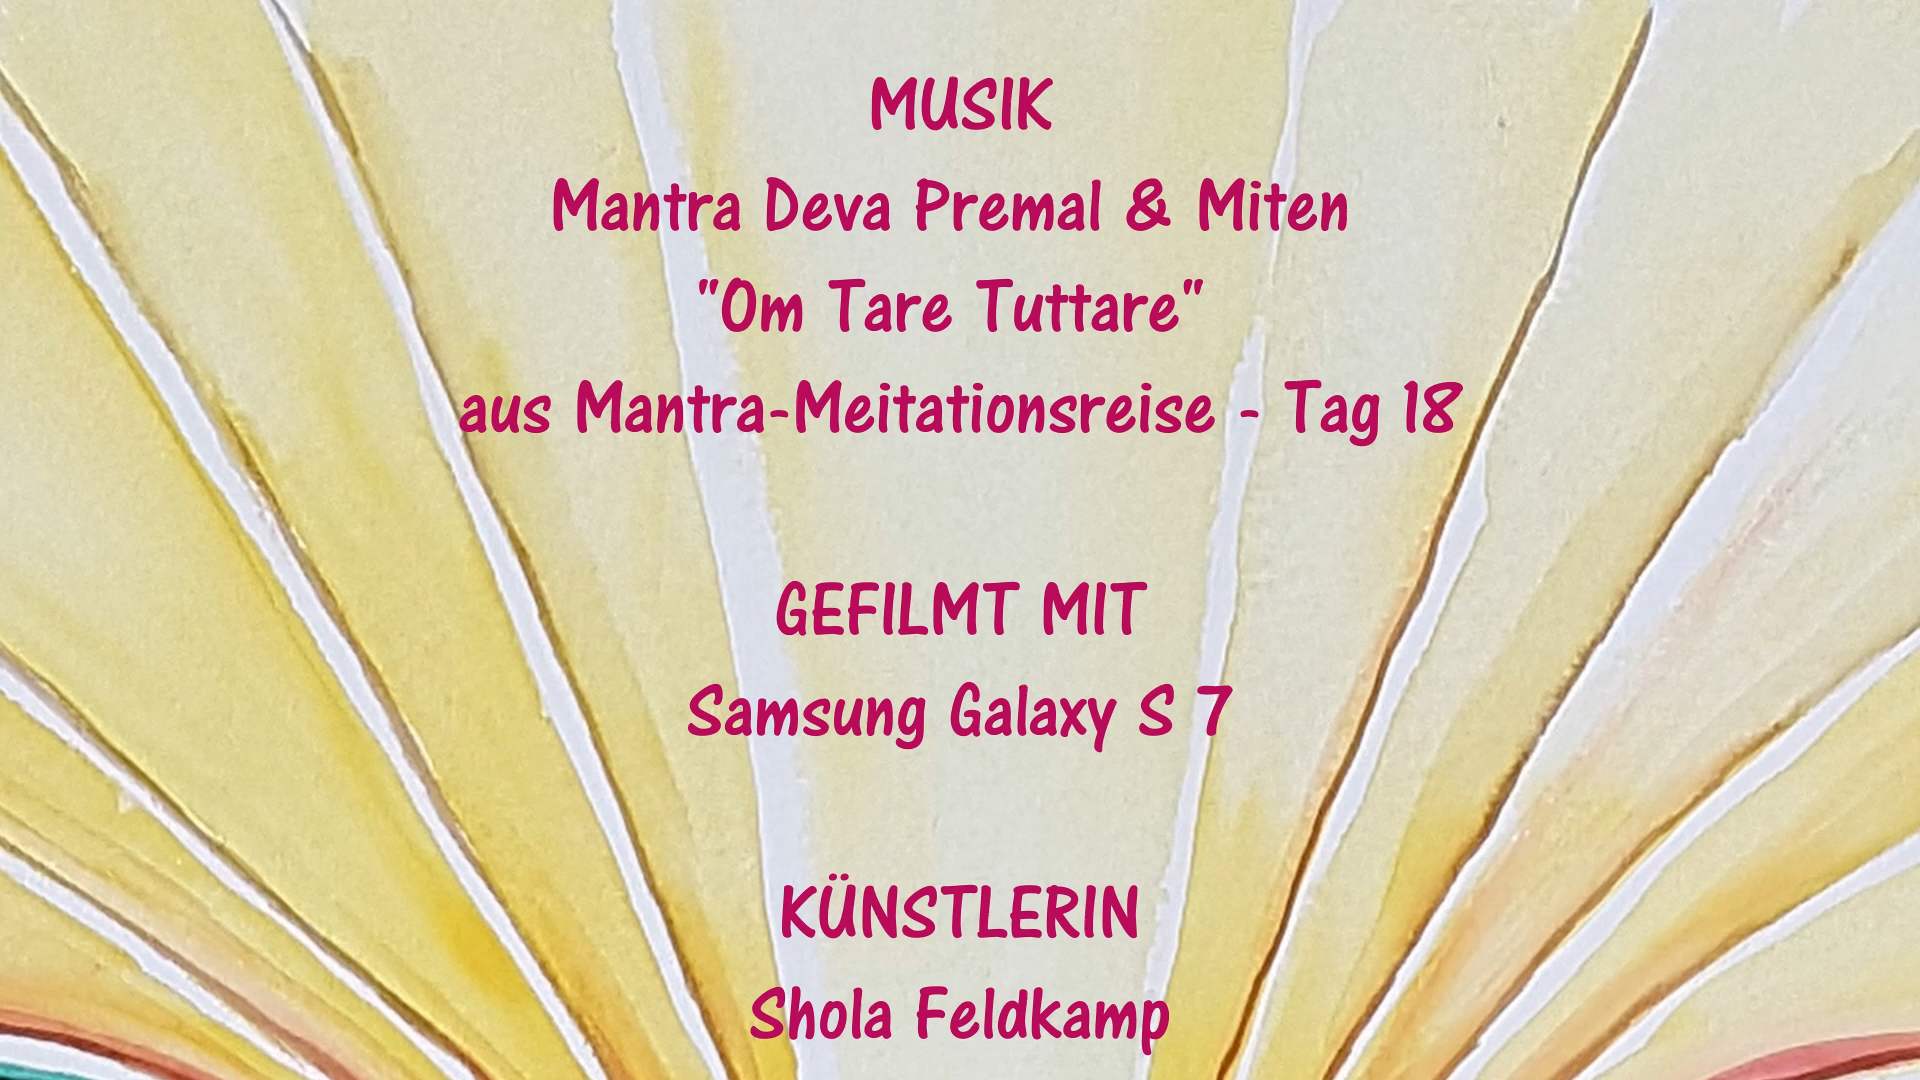 MUSIK
Mantra Deva Premal & Miten
"Om Tare Tuttare"
aus Mantra-Meitationsreise - Tag 18
GEFILMT MIT
Samsung Galaxy S 7
KÜNSTLERIN
Shola Feldkamp